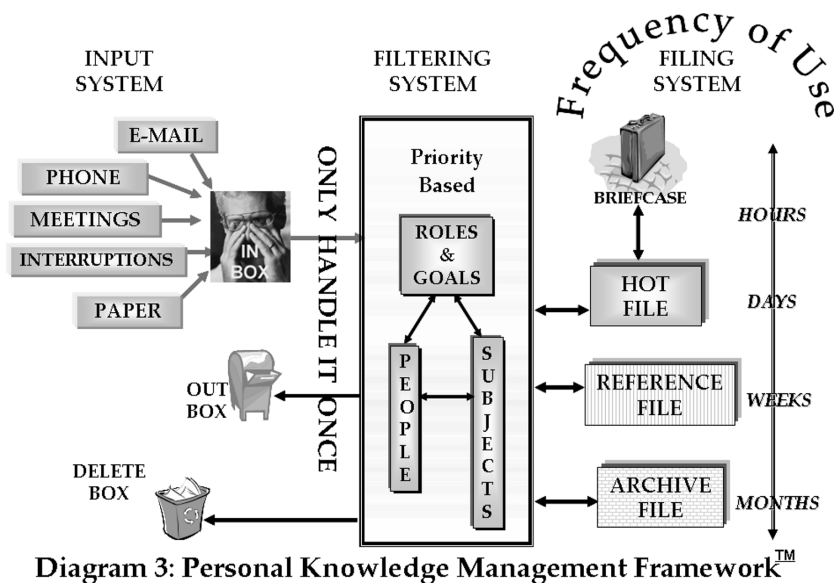 INPUT
SYSTEM
FILTERING
SYSTEM
Frequency of Use
FILING
SYSTEM
E-MAIL
PHONE
MEETINGS
INTERRUPTIONS
PAPER
IN
BOX
ONLY HANDLE IT ONCE
OUT
BOX
DELETE
BOX
Priority
Based
ROLES
&
GOALS
PEOPLE
SUBJECTS
BRIEFCASE
HOT
FILE
REFERENCE
FILE
ARCHIVE
FILE
HOURS
DAYS
WEEKS
MONTHS
Diagram 3: Personal Knowledge Management Framework™